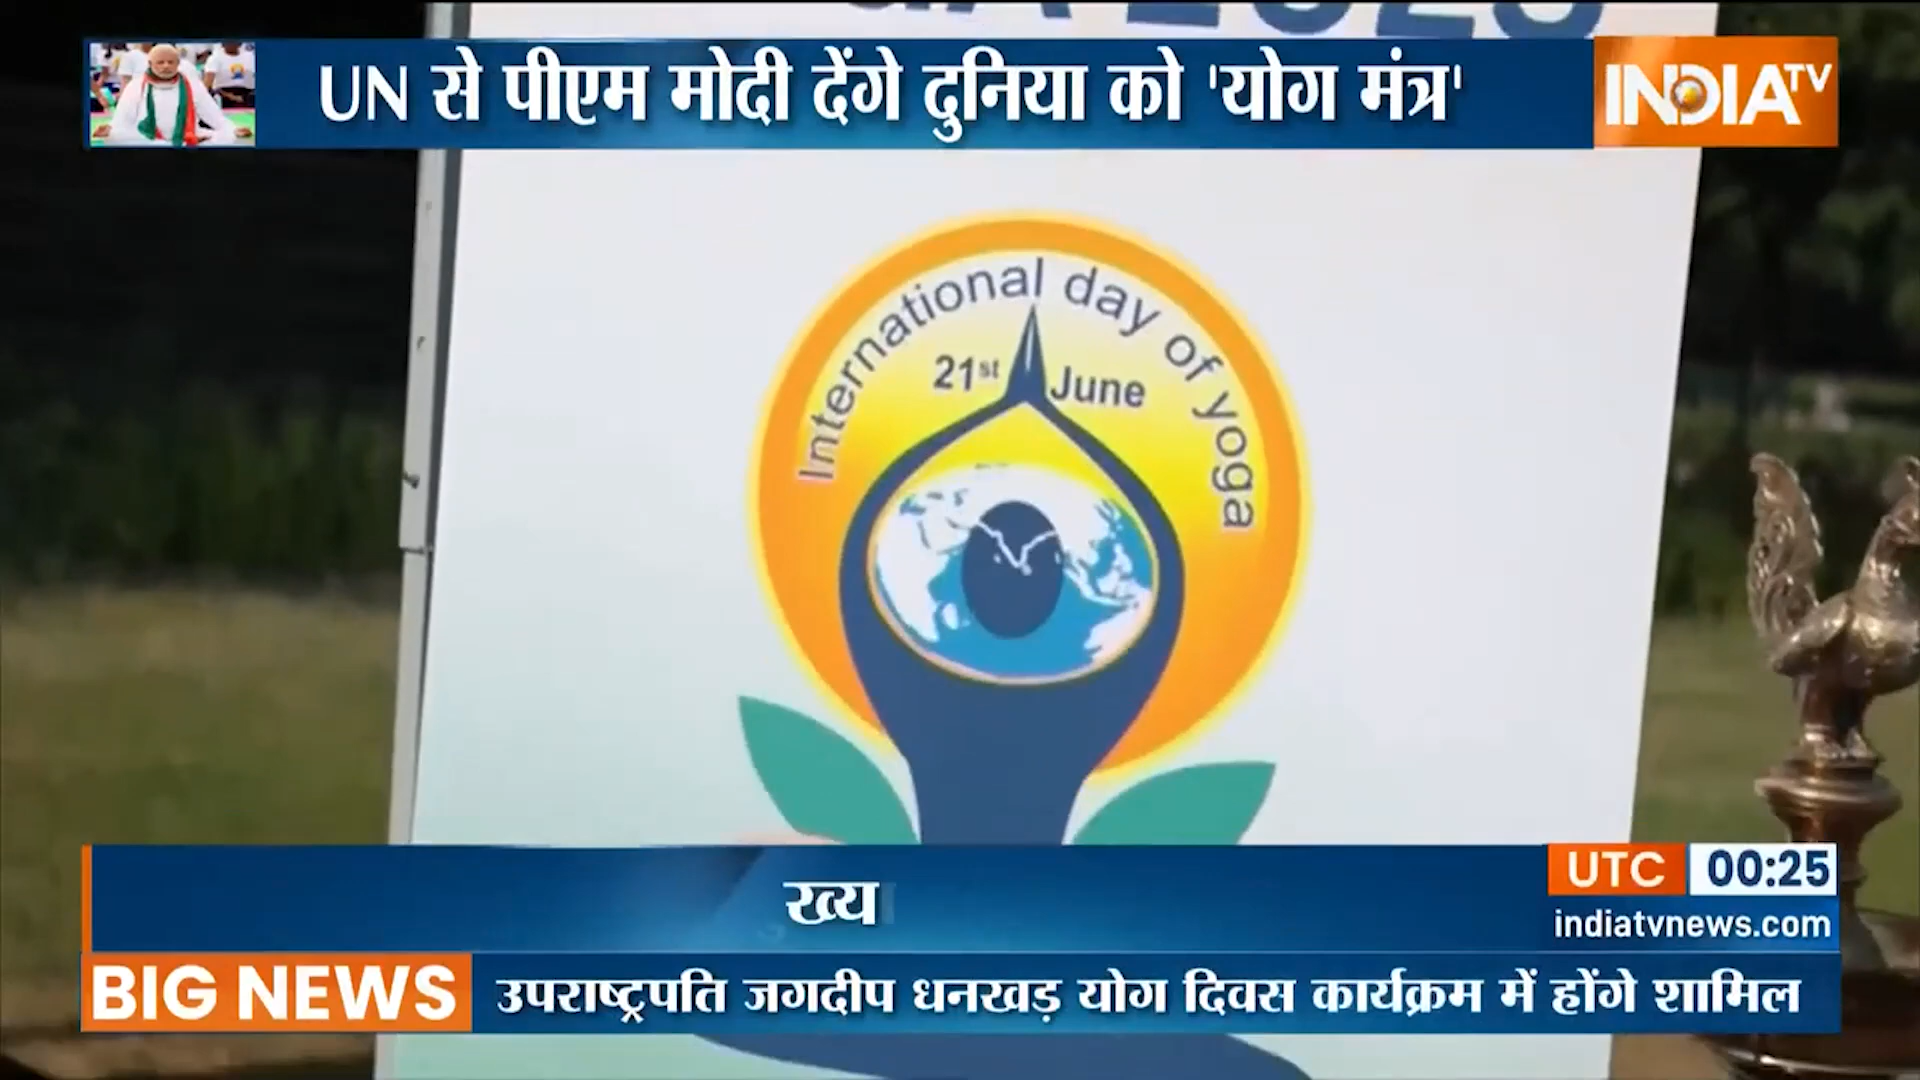 UN से पीएम मोदी देंगे दुनिया को 'योग मंत्र'
INDIA TV
International day of yoga
21st June
ख्य
UTC 00:25
indiatvnews.com
BIG NEWS
उपराष्ट्रपति जगदीप धनखड़ योग दिवस कार्यक्रम में होंगे शामिल